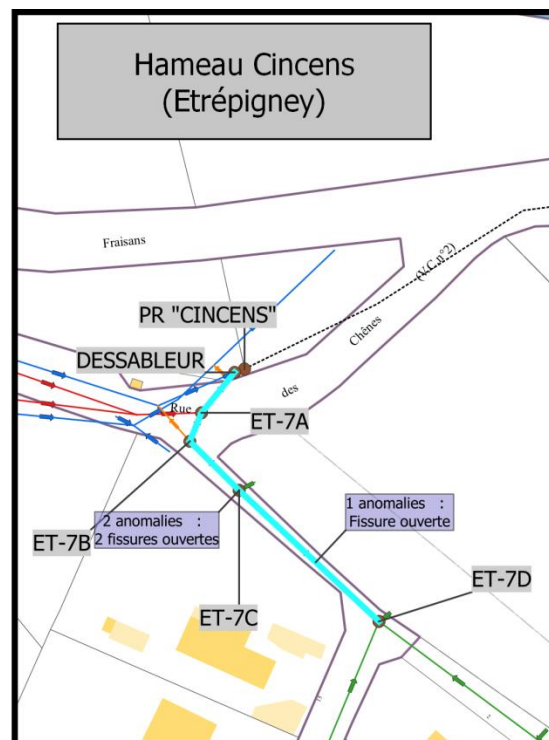 Hameau Cincens
(Etrépigney)
Fraisans
(V.C.n°2)
PR "CINCENS"
Chênes
DESSABLEUR
des
Rue
ET-7A
2 anomalies :
2 fissures ouvertes
1 anomalies :
Fissure ouverte
ET-7B
ET-7D
ET-7C